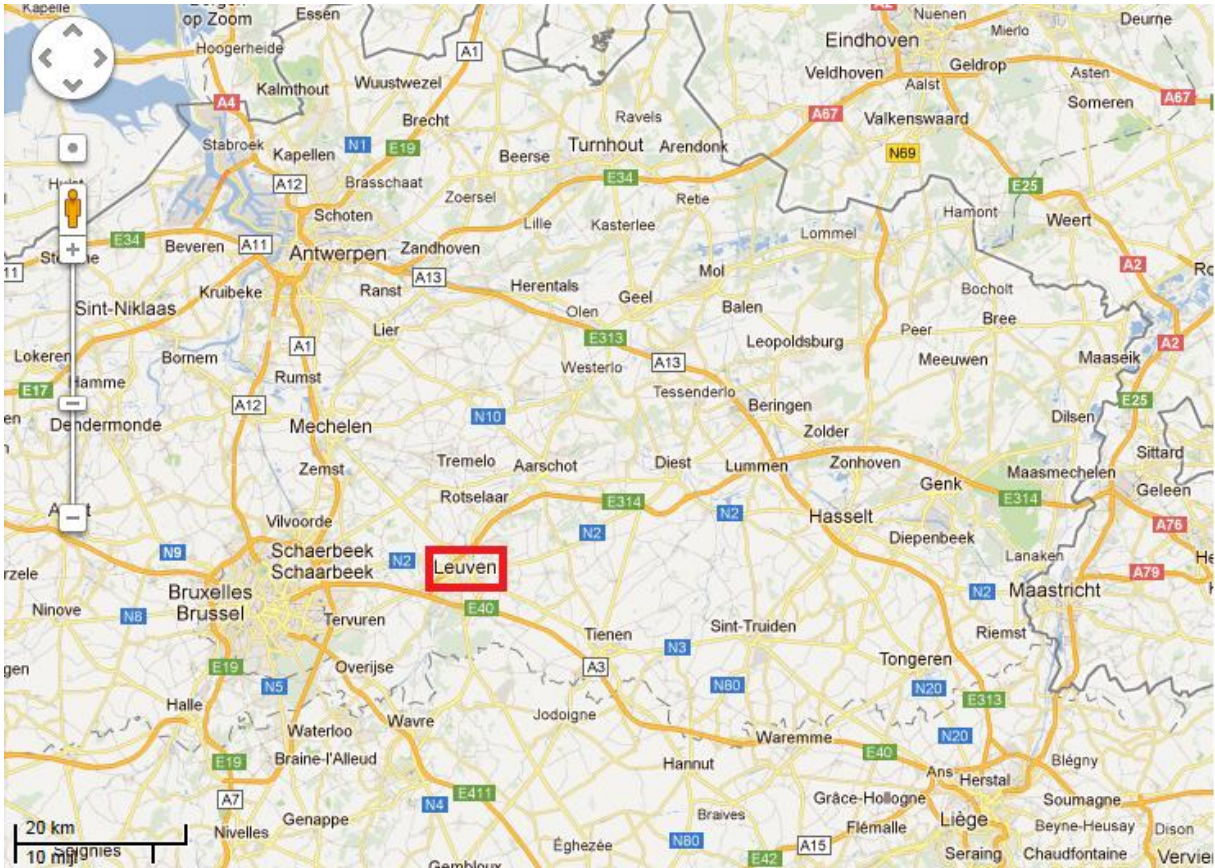 Kapelle
op Zoom
Essen
A1
A2
Nuenen
Mierlo
Deurne
Eindhoven
Hoogerheide
Geldrop
Veldhoven
Aalst
Asten
Kalmthout
Wuustwezel
A4
A67
Someren
A67
Brecht
Ravels
Valkenswaard
Stabroek
Kapellen
N1
E19
Beerse
Turnhout
Arendonk
N69
A12
Brasschaat
E34
E25
Zoersel
Retie
Schoten
Lille
Kasterlee
Hamont
Weert
Lommel
E34
Beveren
A11
Antwerpen
Zandhoven
A2
11
A13
Mol
Kruibeke
Ranst
Herentals
Geel
Bocholt
Sint-Niklaas
Olen
Balen
Bree
Lier
E313
Peer
Leopoldsburg
A2
Lokeren
Bornem
A1
Westerlo
A13
Meeuwen
Maaseik
E17
Hamme
Rumst
Tessenderlo
E25
A12
N10
Beringen
Dilsen
Dendermonde
Mechelen
Zolder
Sittard
Zemst
Tremelo
Aarschot
Diest
Lummen
Zonhoven
Maasmechelen
Genk
Geleen
Rotselaar
E314
E314
N2
Hasselt
Vilvoorde
A76
N2
Diepenbeek
N9
Schaerbeek
Schaarbeek
N2
Leuven
Lanaken
rzele
A79
Bruxelles
Brussel
N2
Maastricht
Ninove
N8
E40
Tervuren
Tienen
Sint-Truiden
Riemst
N3
gen
E19
Overijse
A3
Tongeren
N5
N80
N20
E313
Halle
Wavre
Jodoigne
Waterloo
Waremme
N20
E19
Braine-l'Alleud
Hannut
E40
Blégny
Ans
Herstal
A7
N4
E411
Grâce-Hollogne
Soumagne
20 km
Nivelles
Genappe
Braives
Flémalle
Liège
Beyne-Heusay
Dison
10 mijl
Éghezée
N80
A15
E42
Seraing
Chaudfontaine
Vervie
Gembloux